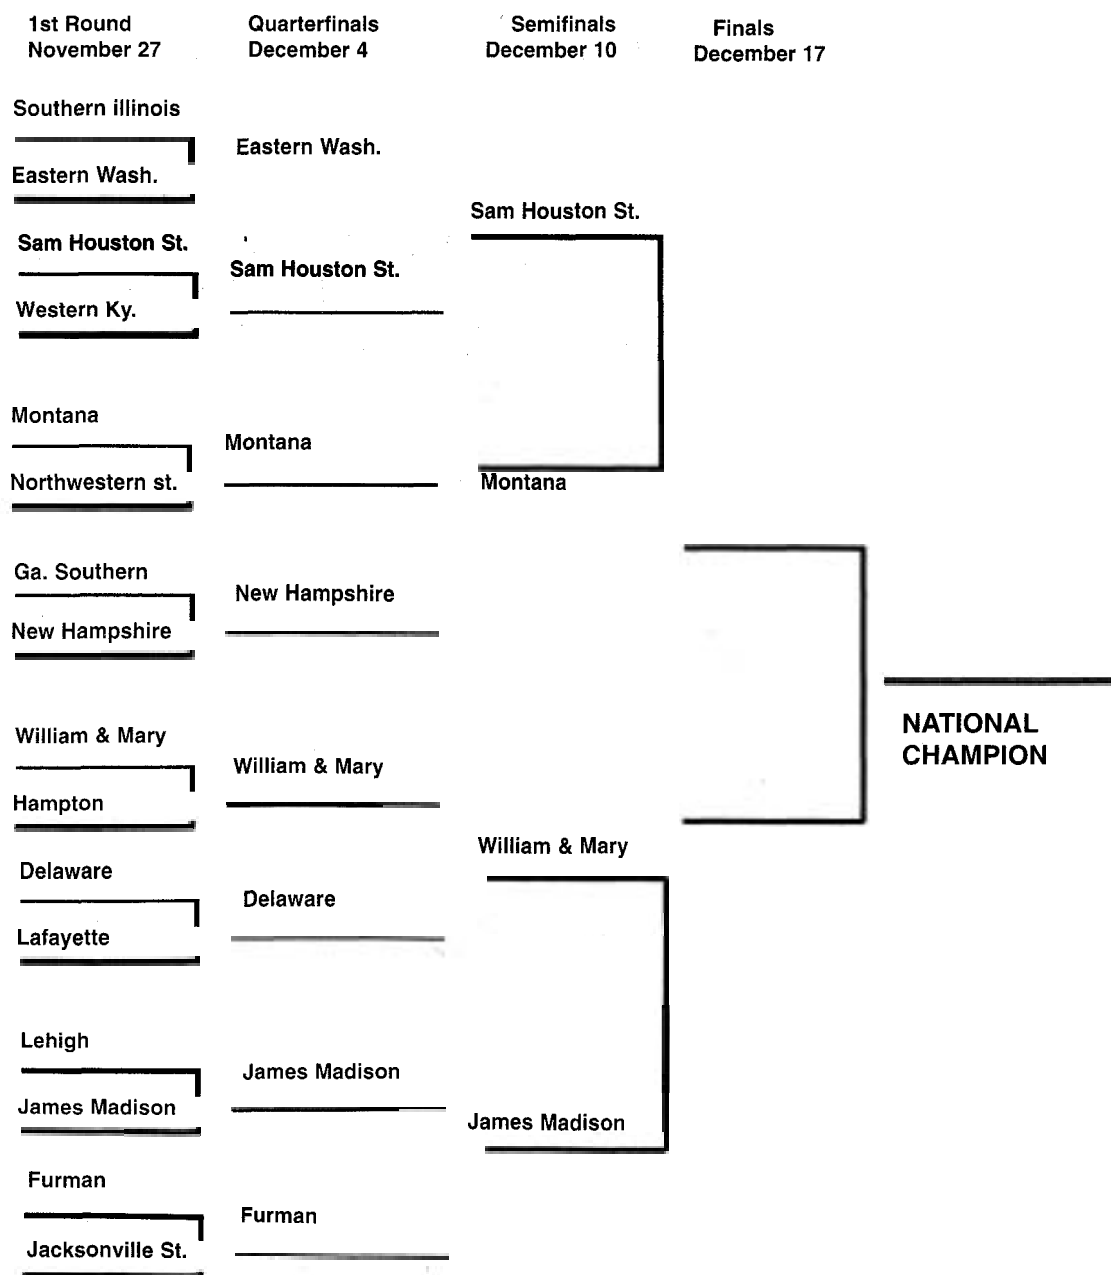 1st Round
November 27
Quarterfinals
December 4
Semifinals
December 10
Finals
December 17
Southern illinois
Eastern Wash.
Sam Houston St.
Western Ky.
Montana
Northwestern st.
Ga. Southern
New Hampshire
William & Mary
Hampton
Delaware
Lafayette
Lehigh
James Madison
Furman
Jacksonville St.
Eastern Wash.
Sam Houston St.
Montana
New Hampshire
William & Mary
Delaware
James Madison
Furman
Sam Houston St.
Montana
William & Mary
James Madison
NATIONAL
CHAMPION